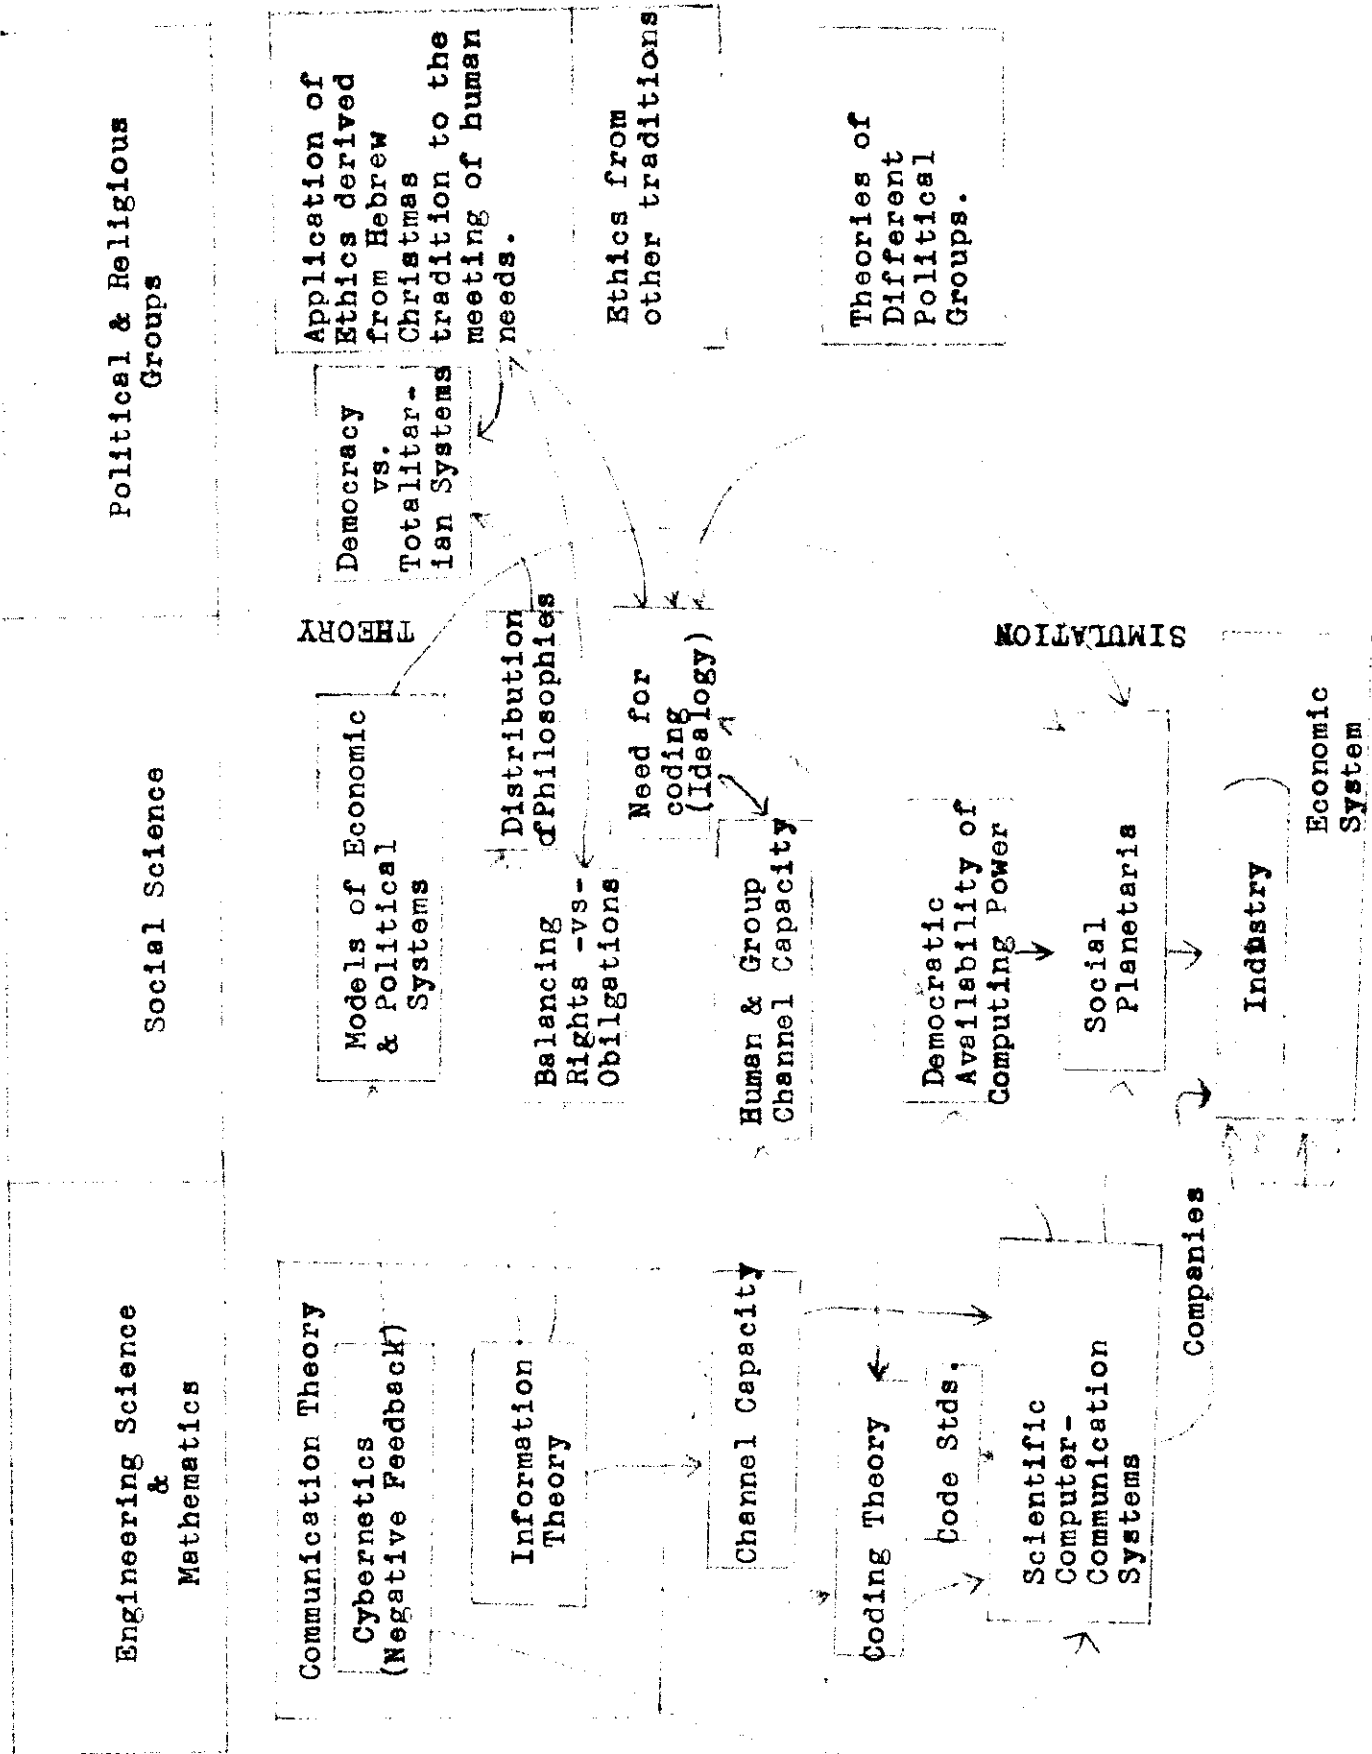 Engineering Science
&
Mathematics
Social Science
Political & Religious
Groups
Communication Theory
Cybernetics
(Negative Feedback)
Information
Theory
Channel Capacity
Coding Theory
Code Stds.
Scientific
Computer-
Communication
Systems
Companies
THEORY
Models of Economic
& Political
Systems
Distribution
of Philosophies
Balancing
Rights -vs-
Obilgations
Need for
coding
(Idealogy)
Human & Group
Channel Capacity
SIMULATION
Democratic
Availability of
Computing Power
Social
Planetaria
Industry
Economic
System
Democracy
vs.
Totalitar-
ian Systems
Application of
Ethics derived
from Hebrew
Christmas
tradition to the
meeting of human
needs.
Ethics from
other traditions
Theories of
Different
Political
Groups.